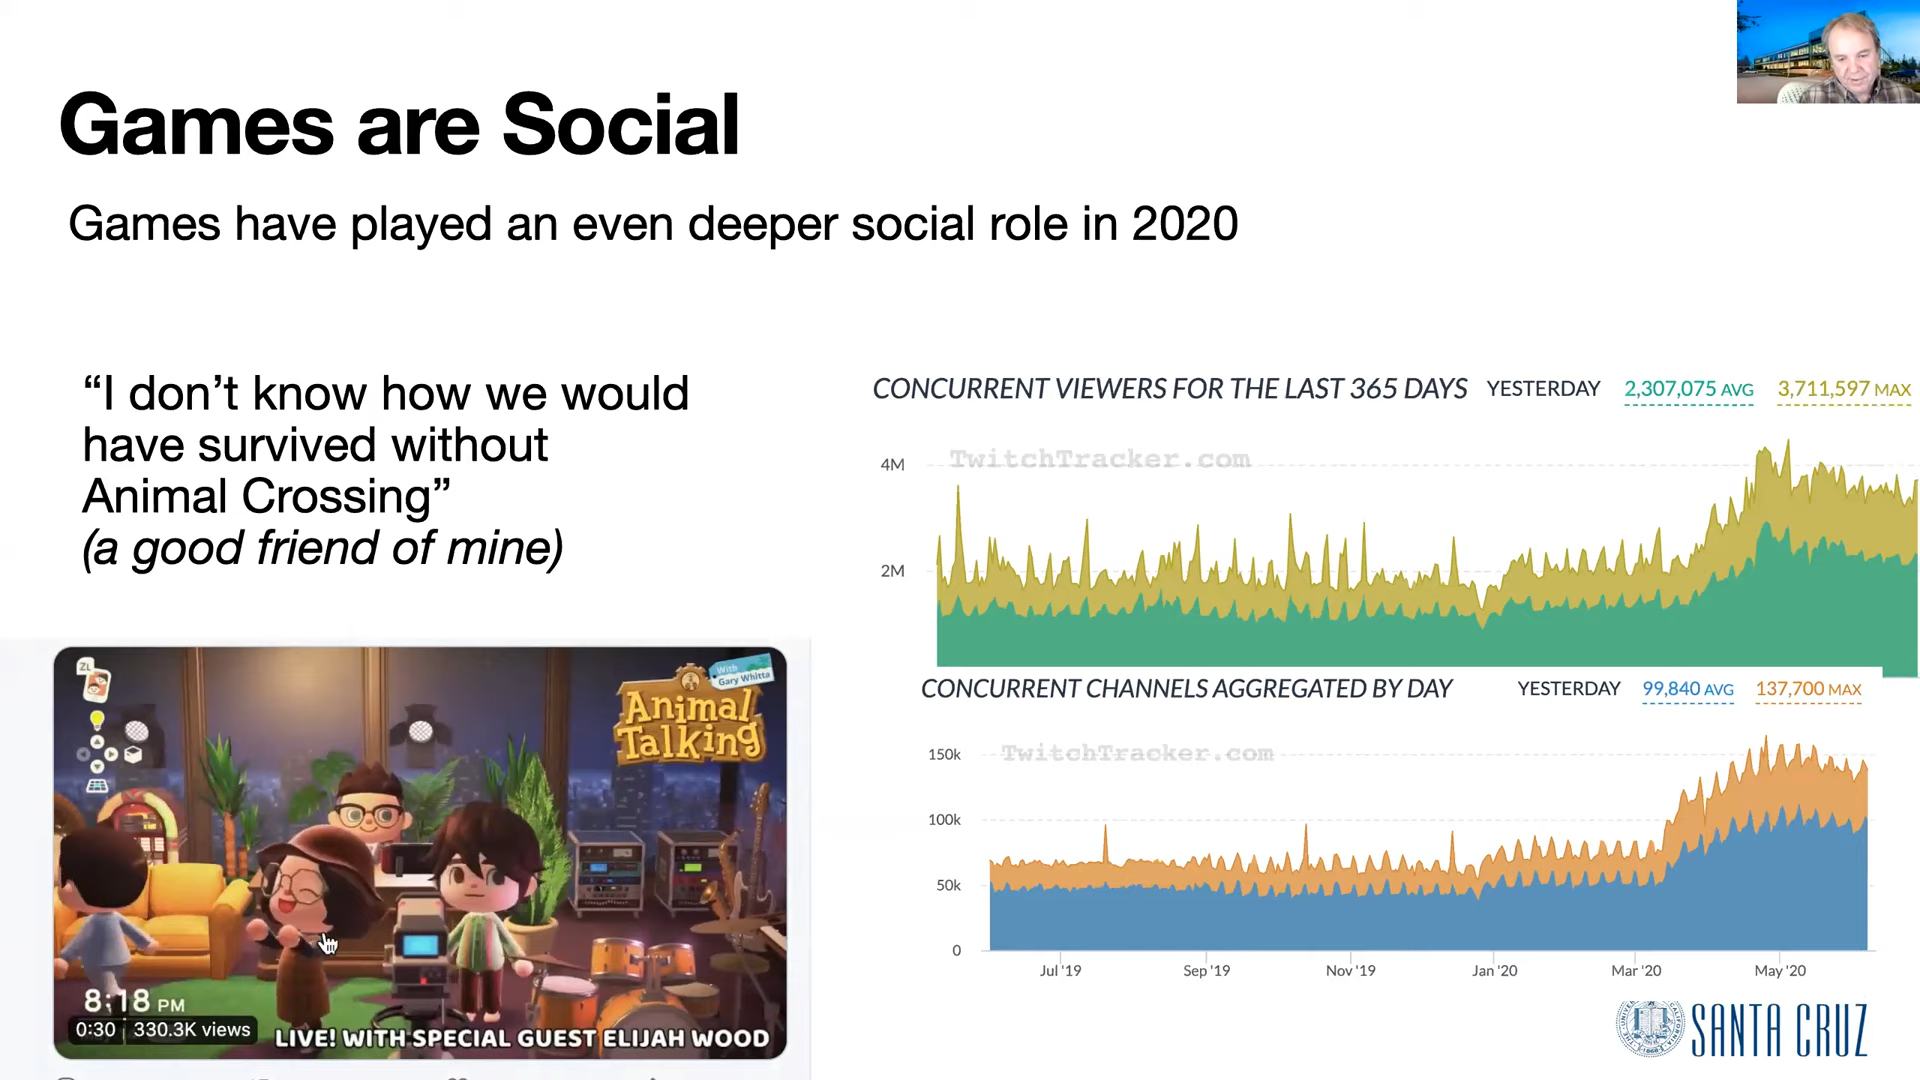 Games are Social
Games have played an even deeper social role in 2020
“I don’t know how we would
have survived without
Animal Crossing”
(a good friend of mine)
CONCURRENT VIEWERS FOR THE LAST 365 DAYS YESTERDAY 2,307,075 AVG 3,711,597 MAX
TwitchTracker.com
4M
2M
CONCURRENT CHANNELS AGGREGATED BY DAY YESTERDAY 99,840 AVG 137,700 MAX
TwitchTracker.com
150k
100k
50k
0
Jul '19 Sep '19 Nov '19 Jan '20 Mar '20 May '20
ZL
With
Gary Whitta
Animal
Talking
8:18 PM
0:30 330.3K views
LIVE! WITH SPECIAL GUEST ELIJAH WOOD
SANTA CRUZ